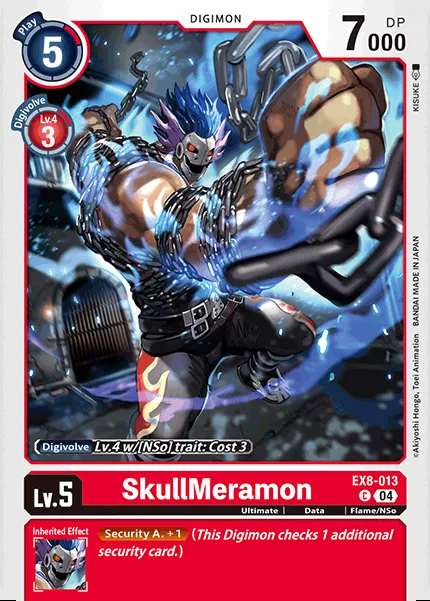 DIGIMON
Play
5
7000
DP
Digivolve
Lv.4
3
KISUKE
©Akiyoshi Hongo, Toei Animation BANDAI MADE IN JAPAN
Digivolve Lv.4 w/[NSo] trait: Cost 3
Lv.5
SkullMeramon
EX8-013
C 04
Ultimate | Data | Flame/NSo
Inherited Effect
Security A. +1 (This Digimon checks 1 additional
security card.)